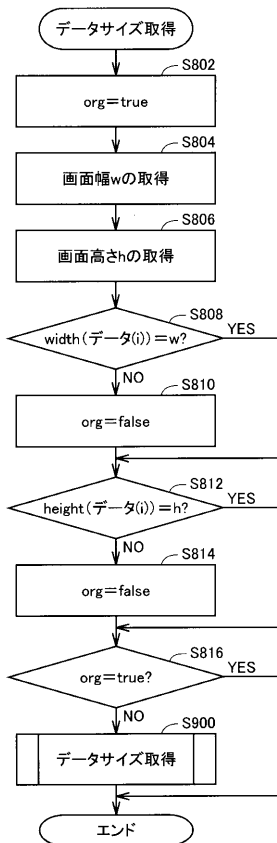 データサイズ取得
S802
org=true
S804
画面幅wの取得
S806
画面高さhの取得
S808
width(データ(i))=w?
YES
NO
S810
org=false
S812
height(データ(i))=h?
YES
NO
S814
org=false
S816
org=true?
YES
NO
S900
データサイズ取得
エンド